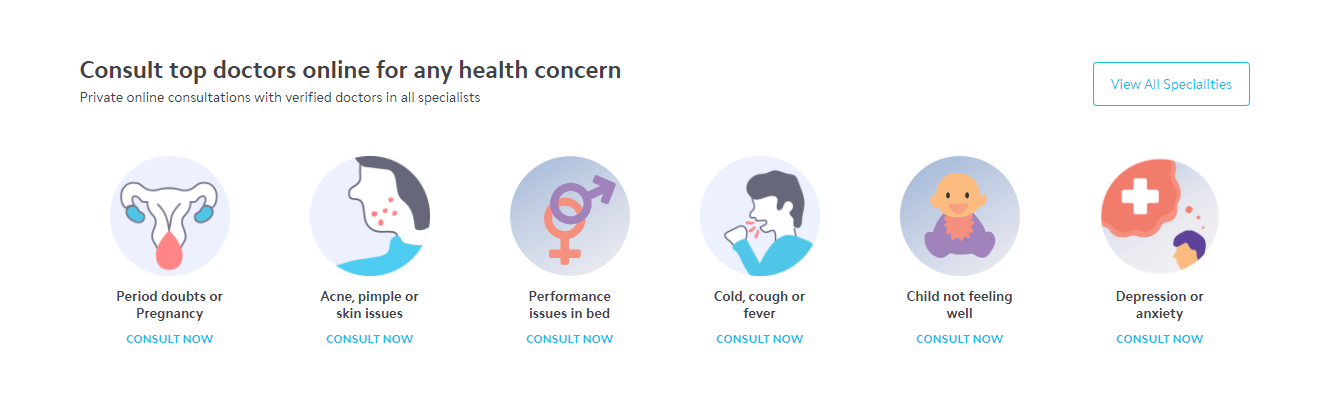 Consult top doctors online for any health concern
Private online consultations with verified doctors in all specialists
View All Specialities
Period doubts or
Pregnancy
CONSULT NOW
Acne, pimple or
skin issues
CONSULT NOW
Performance
issues in bed
CONSULT NOW
Cold, cough or
fever
CONSULT NOW
Child not feeling
well
CONSULT NOW
Depression or
anxiety
CONSULT NOW